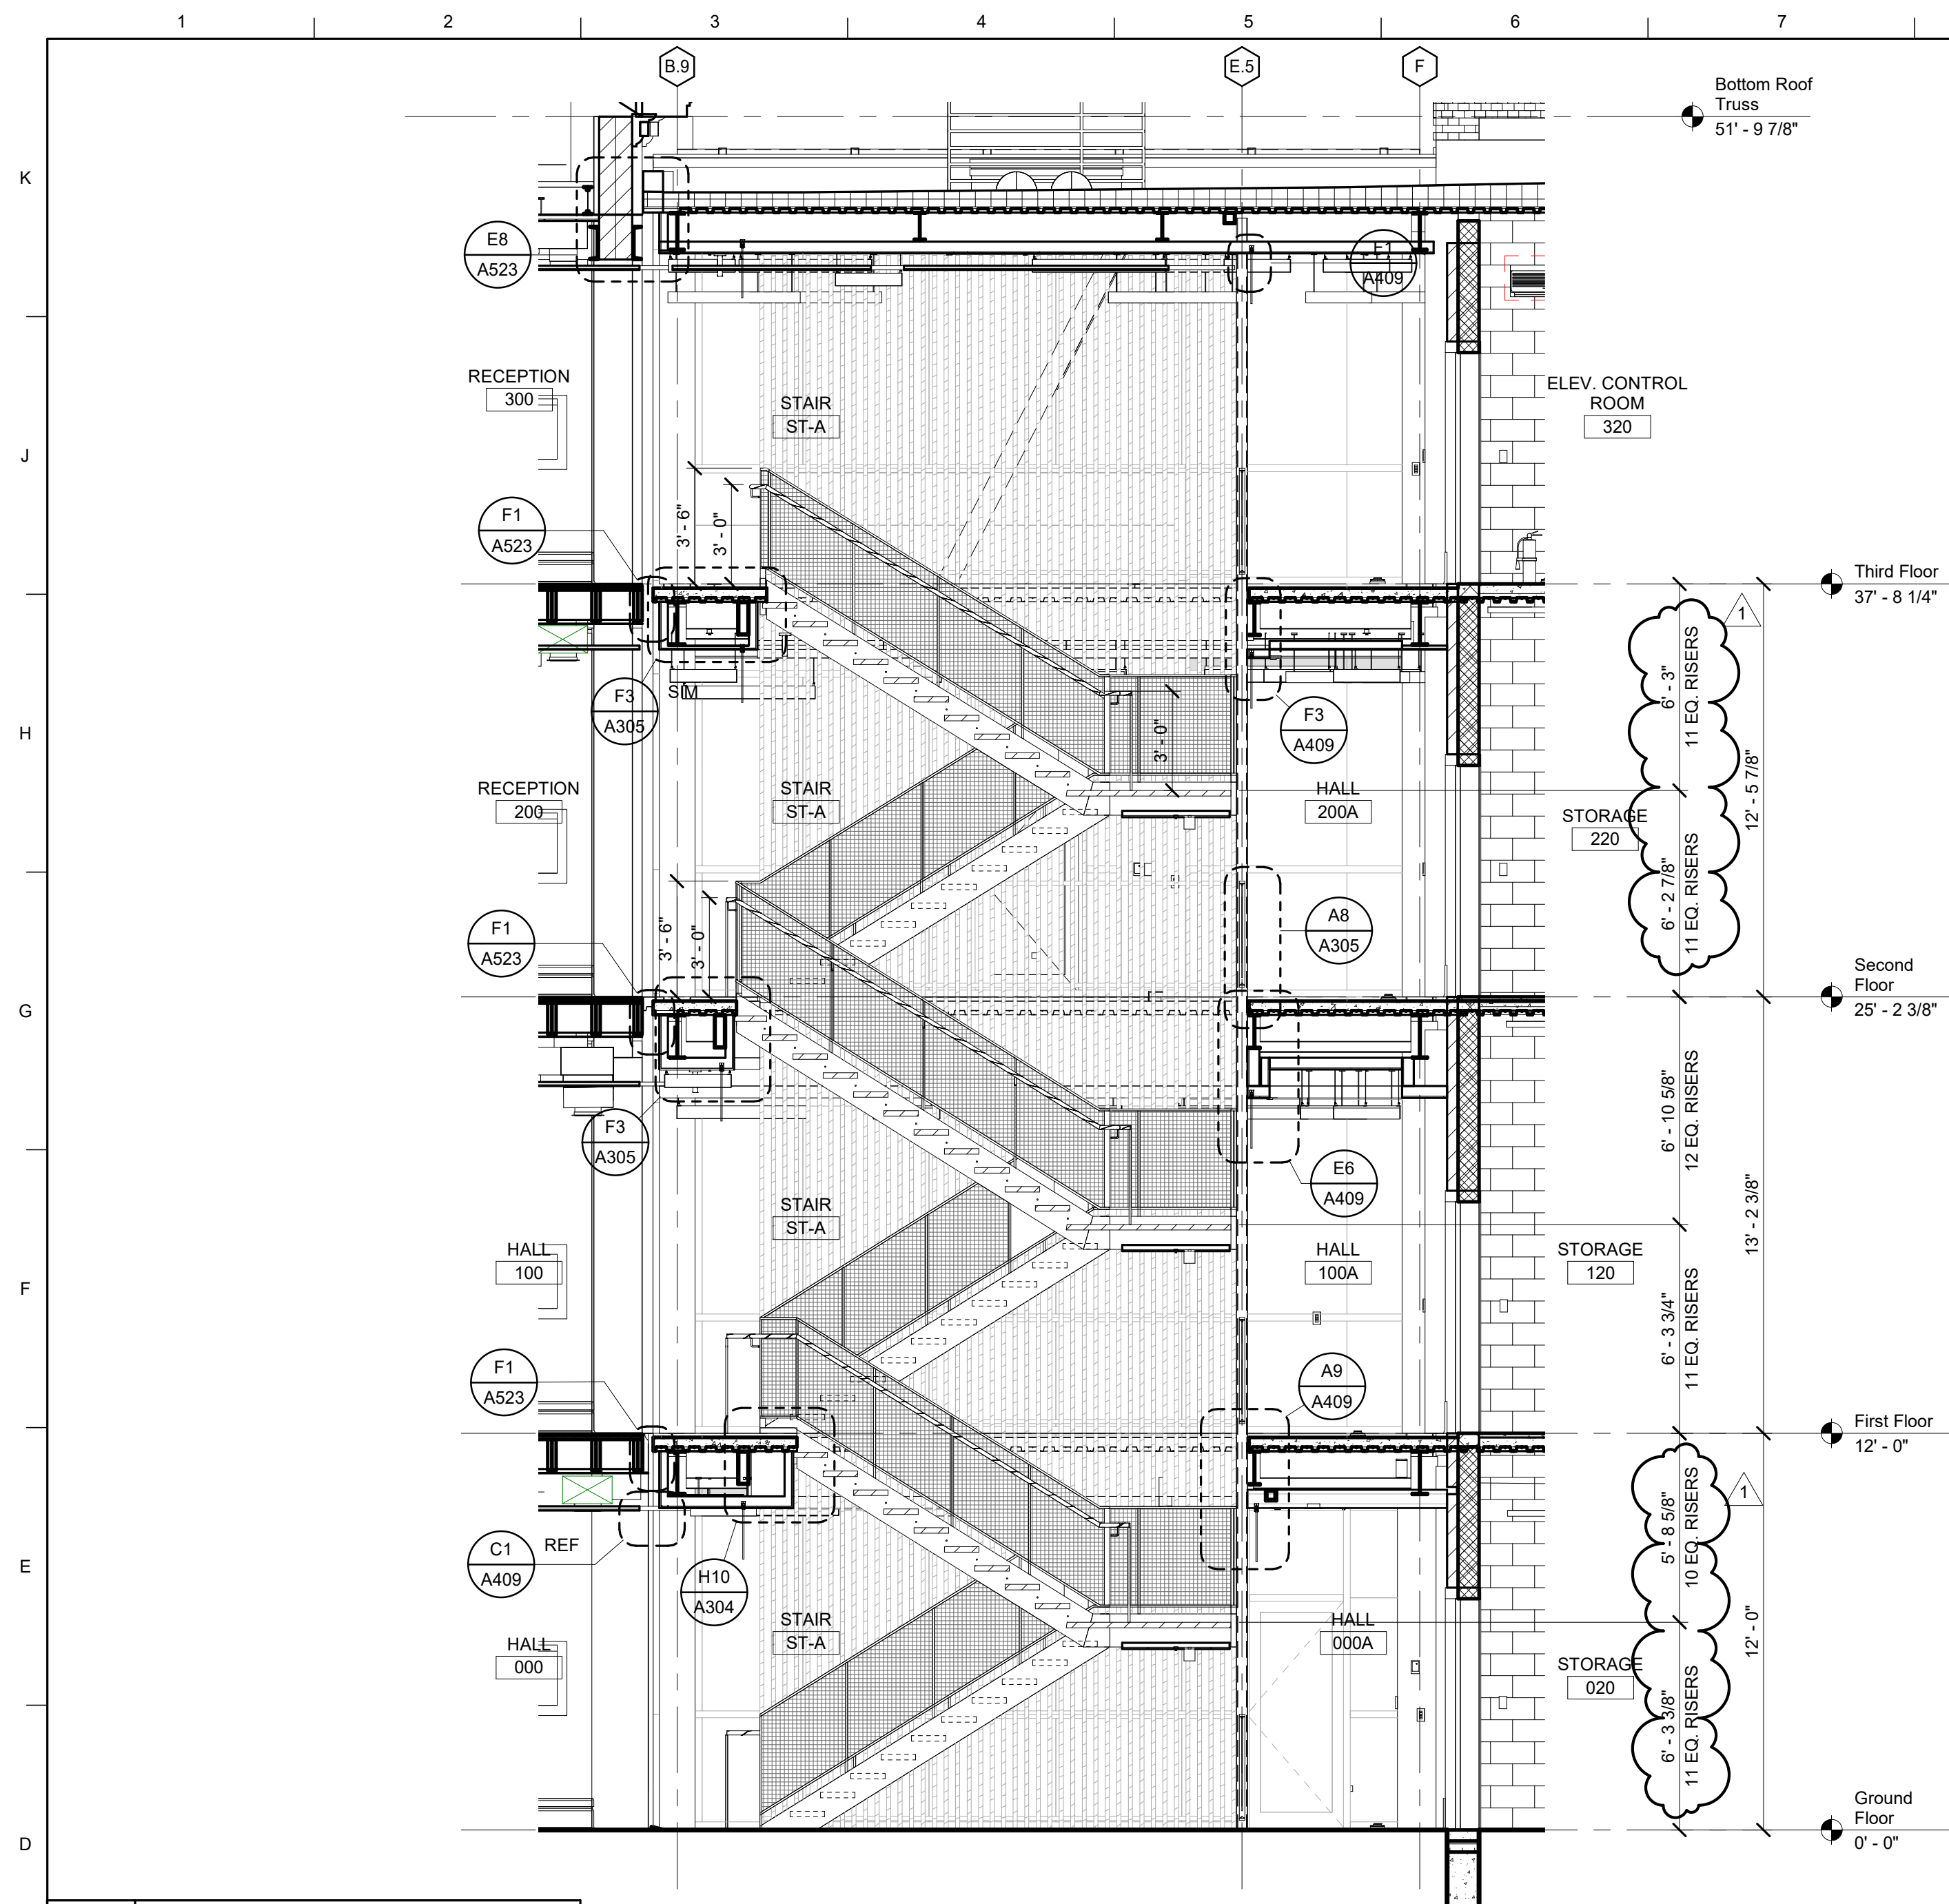 1 2 3 4 5 6 7
B.9 E.5 F
Bottom Roof
Truss
51' - 9 7/8"
K
E8
A523
E1
A409
RECEPTION
300
STAIR
ST-A
ELEV. CONTROL
ROOM
320
J
3' - 6"
3' - 0"
F1
A523
Third Floor
37' - 8 1/4"
1
6' - 3"
11 EQ. RISERS
F3
A305
SIM
F3
A409
H
3' - 0"
12' - 5 7/8"
RECEPTION
200
STAIR
ST-A
HALL
200A
STORAGE
220
6' - 2 7/8"
11 EQ. RISERS
F1
A523
3' - 6"
3' - 0"
A8
A305
Second
Floor
25' - 2 3/8"
G
F3
A305
6' - 10 5/8"
12 EQ. RISERS
E6
A409
13' - 2 3/8"
STAIR
ST-A
HALL
100
HALL
100A
STORAGE
120
F
6' - 3 3/4"
11 EQ. RISERS
F1
A523
A9
A409
First Floor
12' - 0"
1
5' - 8 5/8"
10 EQ. RISERS
C1
A409
REF
H10
A304
E
STAIR
ST-A
HALL
000
HALL
000A
STORAGE
020
12' - 0"
6' - 3 3/8"
11 EQ. RISERS
Ground
Floor
0' - 0"
D